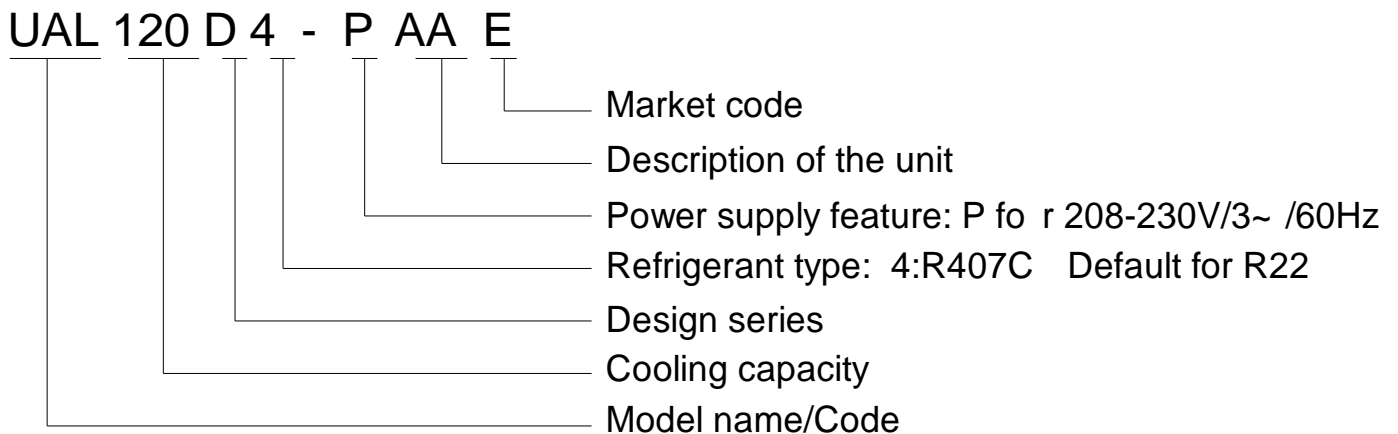 UAL 120 D 4 - P AA E
Market code
Description of the unit
Power supply feature: P fo r 208-230V/3~ /60Hz
Refrigerant type: 4:R407C Default for R22
Design series
Cooling capacity
Model name/Code